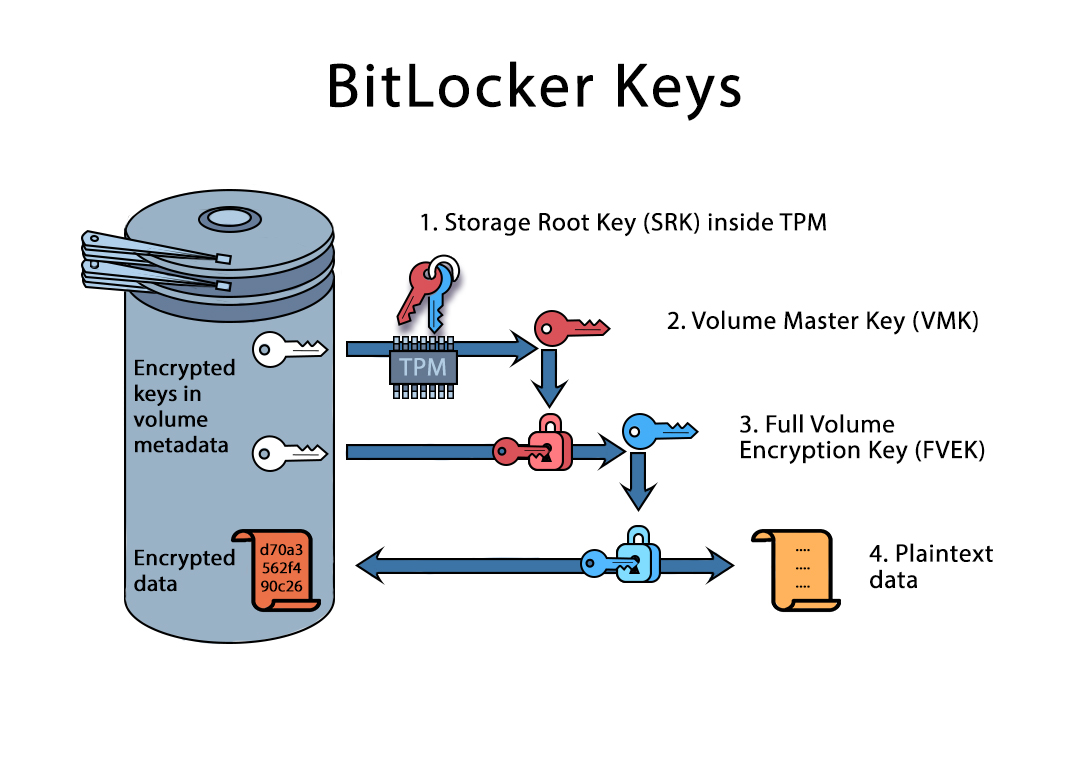 BitLocker Keys
1. Storage Root Key (SRK) inside TPM
2. Volume Master Key (VMK)
TPM
Encrypted
keys in
volume
metadata
3. Full Volume
Encryption Key (FVEK)
Encrypted
data
d70a3
562f4
90c26
....
....
....
4. Plaintext
data